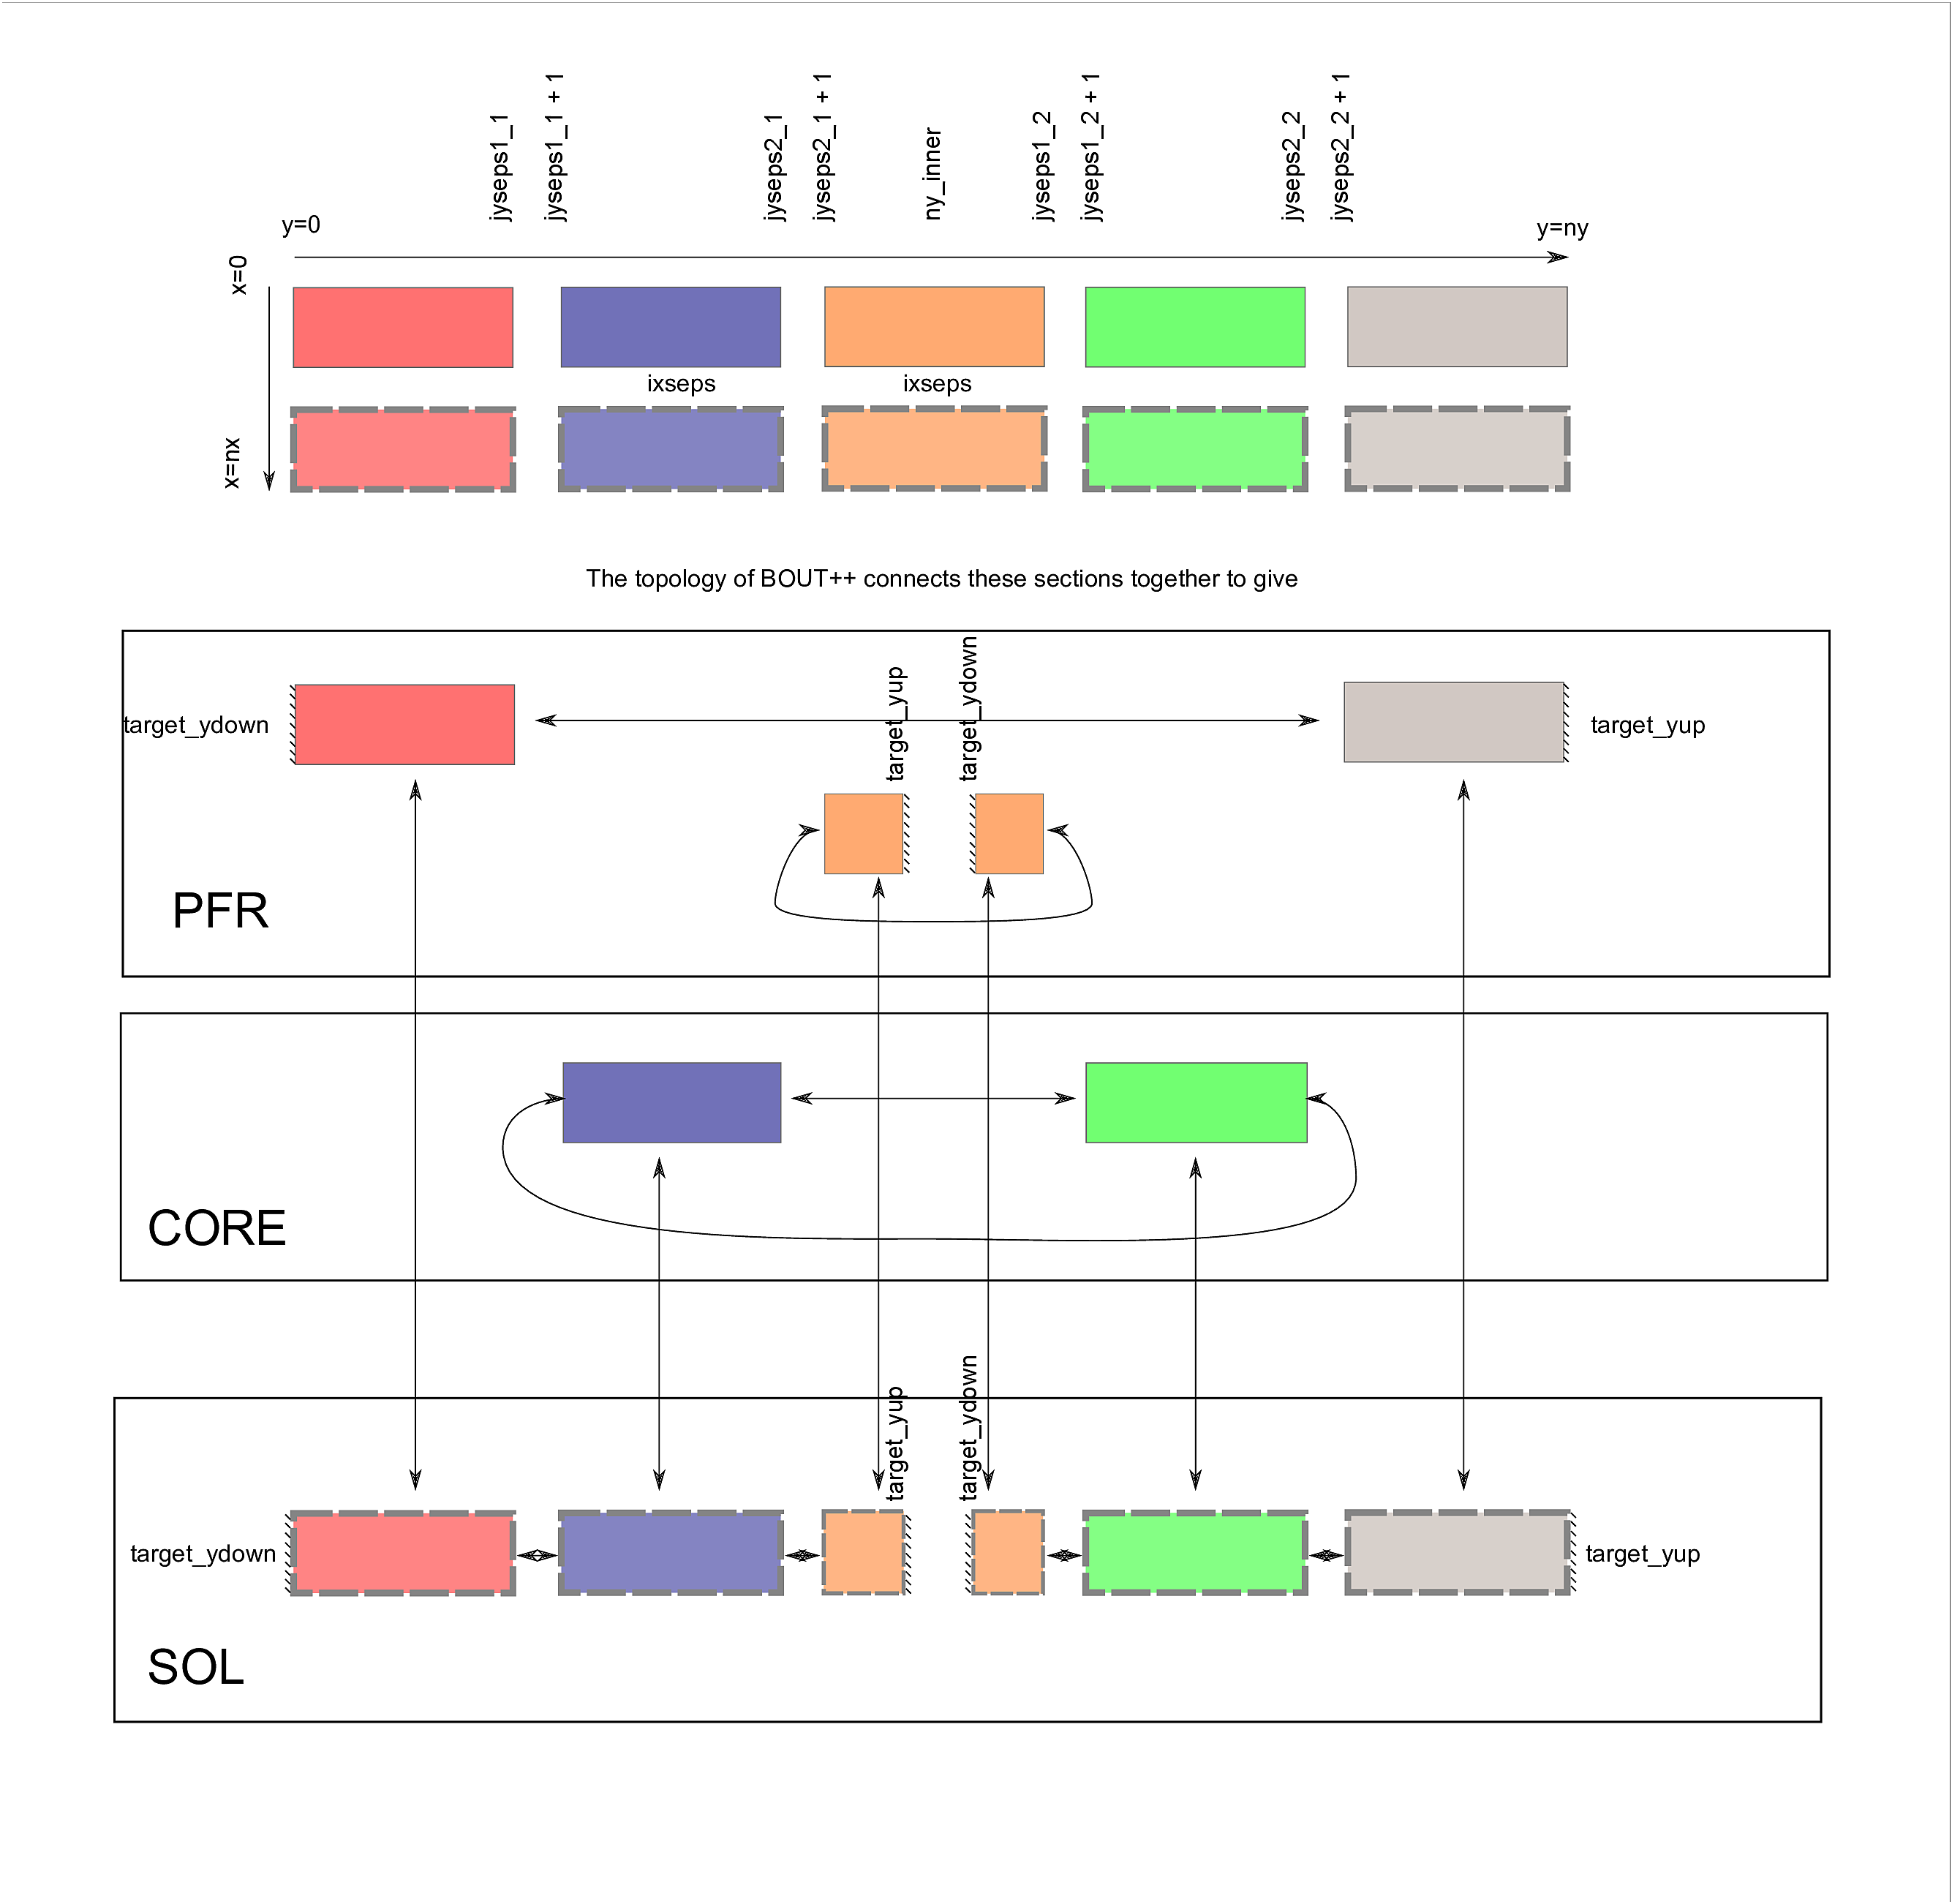 jyseps1_1
jyseps1_1 + 1
jyseps2_1
jyseps2_1 + 1
ny_inner
jyseps1_2
jyseps1_2 + 1
jyseps2_2
jyseps2_2 + 1
y=0
y=ny
x=0
ixseps
ixseps
x=nx
The topology of BOUT++ connects these sections together to give
target_yup
target_ydown
target_ydown
target_yup
PFR
CORE
target_yup
target_ydown
target_ydown
target_yup
SOL